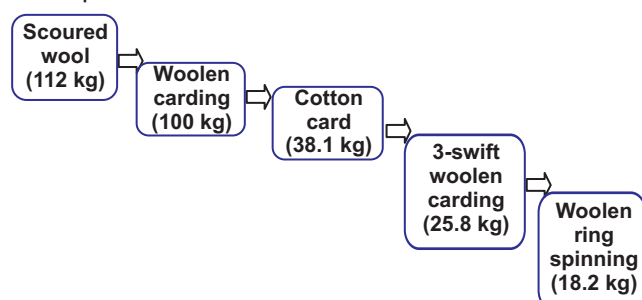 Scoured
wool
(112 kg)
Woolen
carding
(100 kg)
Cotton
card
(38.1 kg)
3-swift
woolen
carding
(25.8 kg)
Woolen
ring
spinning
(18.2 kg)